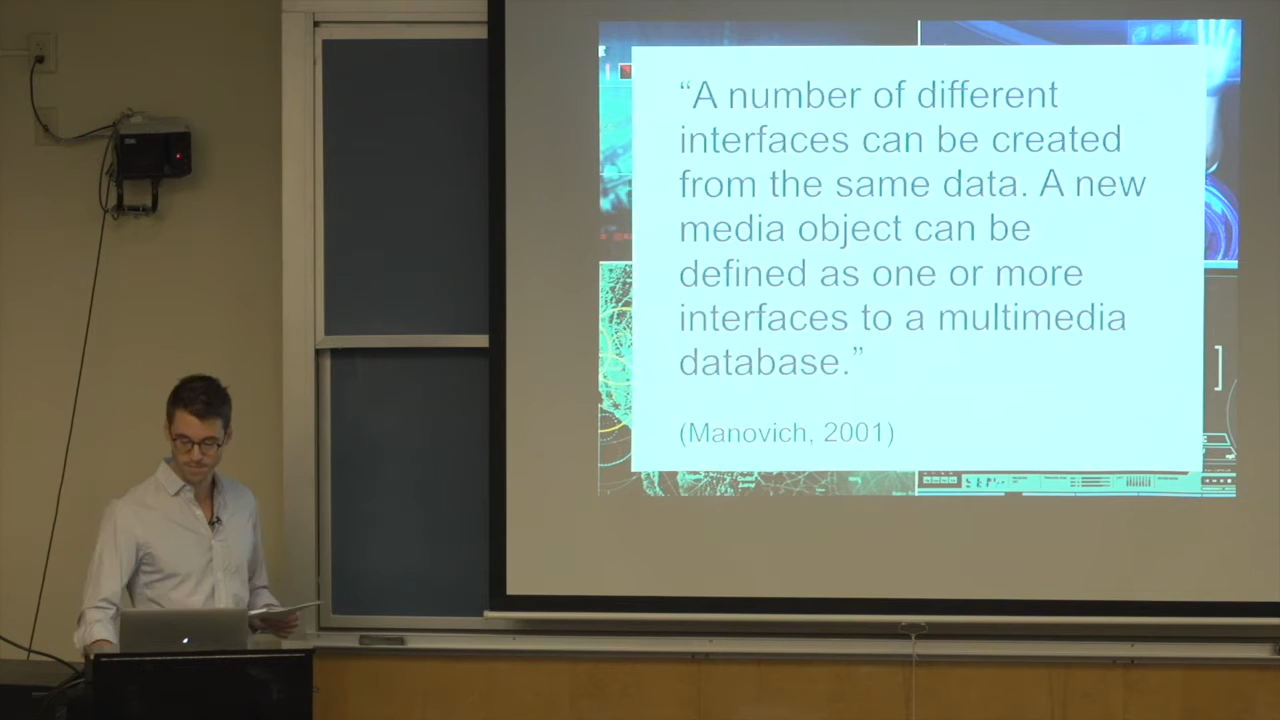 “A number of different
interfaces can be created
from the same data. A new
media object can be
defined as one or more
interfaces to a multimedia
database.”
(Manovich, 2001)